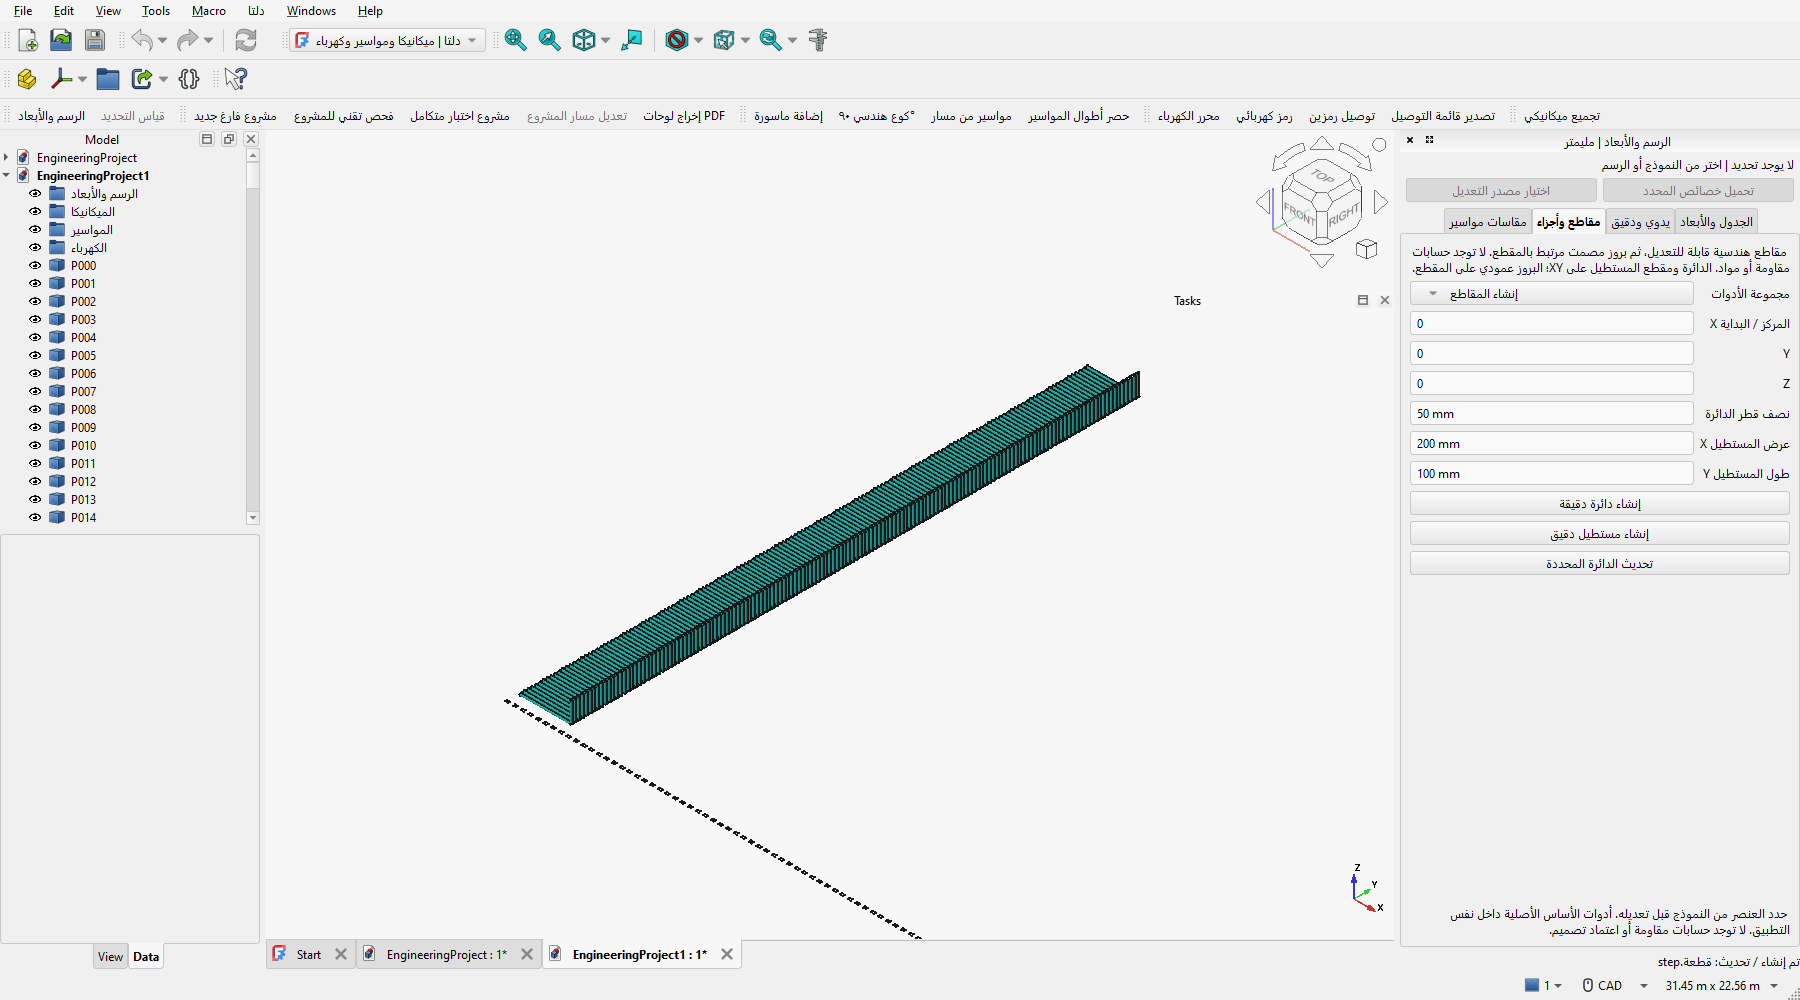 File Edit View Tools Macro دلتا Windows Help
دلتا | ميكانيكا ومواسير وكهرباء
الرسم والأبعاد قياس التحديد مشروع فارغ جديد فحص تقني للمشروع مشروع اختبار متكامل تعديل مسار المشروع إخراج لوحات PDF إضافة ماسورة كوع هندسي ٩٠° مواسير من مسار حصر أطوال المواسير محرر الكهرباء رمز كهربائي توصيل رمزين تصدير قائمة التوصيل تجميع ميكانيكي
Model
EngineeringProject
EngineeringProject1
الرسم والأبعاد
الميكانيكا
المواسير
الكهرباء
P000
P001
P002
P003
P004
P005
P006
P007
P008
P009
P010
P011
P012
P013
P014
View Data
TOP
FRONT
RIGHT
Tasks
Z
Y
X
Start EngineeringProject : 1* EngineeringProject1 : 1*
الرسم والأبعاد | مليمتر
لا يوجد تحديد | اختر من النموذج أو الرسم
تحميل خصائص المحدد اختيار مصدر التعديل
الجدول والأبعاد يدوي ودقيق مقاطع وأجزاء مقاسات مواسير
مقاطع هندسية قابلة للتعديل، ثم بروز مصمت مرتبط بالمقطع. لا توجد حسابات
مقاومة أو مواد. الدائرة ومقطع المستطيل على XY؛ البروز عمودي على المقطع.
مجموعة الأدوات إنشاء المقاطع
المركز / البداية X 0
Y 0
Z 0
نصف قطر الدائرة 50 mm
عرض المستطيل X 200 mm
طول المستطيل Y 100 mm
إنشاء دائرة دقيقة
إنشاء مستطيل دقيق
تحديث الدائرة المحددة
حدد العنصر من النموذج قبل تعديله. أدوات الأساس الأصلية داخل نفس
التطبيق. لا توجد حسابات مقاومة أو اعتماد تصميم.
تم إنشاء / تحديث: قطعة.step
1 CAD 31.45 m x 22.56 m